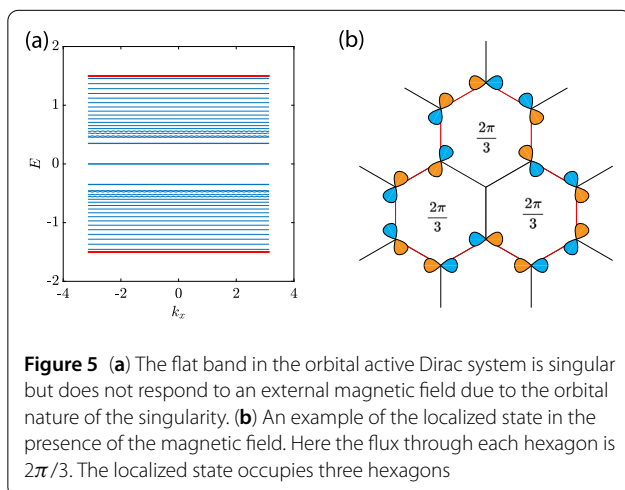 (a)
(b)
2
1
0
-1
-2
E
-4
-2
0
2
4
k_x
2π/3
2π/3
2π/3
Figure 5 (a) The flat band in the orbital active Dirac system is singular
but does not respond to an external magnetic field due to the orbital
nature of the singularity. (b) An example of the localized state in the
presence of the magnetic field. Here the flux through each hexagon is
2π/3. The localized state occupies three hexagons